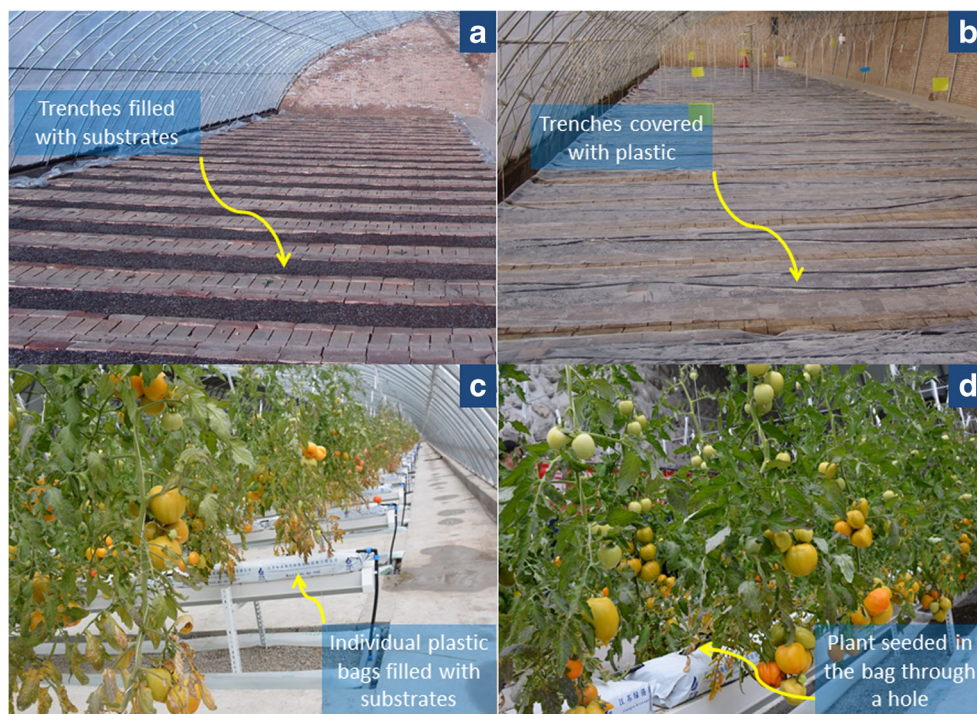 a
b
Trenches filled
with substrates
Trenches covered
with plastic
c
d
Individual plastic
bags filled with
substrates
Plant seeded in
the bag through
a hole